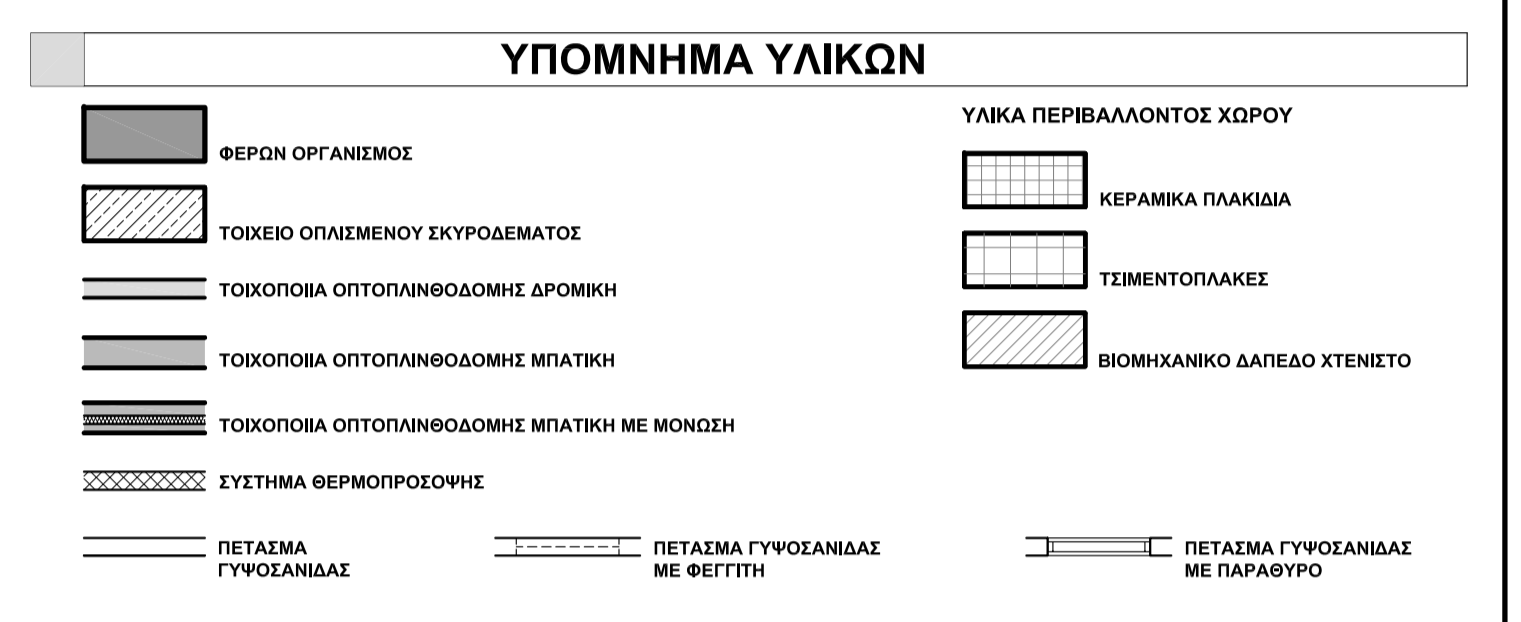 ΥΠΟΜΝΗΜΑ ΥΛΙΚΩΝ
ΦΕΡΩΝ ΟΡΓΑΝΙΣΜΟΣ
ΤΟΙΧΕΙΟ ΟΠΛΙΣΜΕΝΟΥ ΣΚΥΡΟΔΕΜΑΤΟΣ
ΤΟΙΧΟΠΟΙΙΑ ΟΠΤΟΠΛΙΝΘΟΔΟΜΗΣ ΔΡΟΜΙΚΗ
ΤΟΙΧΟΠΟΙΙΑ ΟΠΤΟΠΛΙΝΘΟΔΟΜΗΣ ΜΠΑΤΙΚΗ
ΤΟΙΧΟΠΟΙΙΑ ΟΠΤΟΠΛΙΝΘΟΔΟΜΗΣ ΜΠΑΤΙΚΗ ΜΕ ΜΟΝΩΣΗ
ΣΥΣΤΗΜΑ ΘΕΡΜΟΠΡΟΣΟΨΗΣ
ΠΕΤΑΣΜΑ
ΓΥΨΟΣΑΝΙΔΑΣ
ΠΕΤΑΣΜΑ ΓΥΨΟΣΑΝΙΔΑΣ
ΜΕ ΦΕΓΓΙΤΗ
ΠΕΤΑΣΜΑ ΓΥΨΟΣΑΝΙΔΑΣ
ΜΕ ΠΑΡΑΘΥΡΟ
ΥΛΙΚΑ ΠΕΡΙΒΑΛΛΟΝΤΟΣ ΧΩΡΟΥ
ΚΕΡΑΜΙΚΑ ΠΛΑΚΙΔΙΑ
ΤΣΙΜΕΝΤΟΠΛΑΚΕΣ
ΒΙΟΜΗΧΑΝΙΚΟ ΔΑΠΕΔΟ ΧΤΕΝΙΣΤΟ